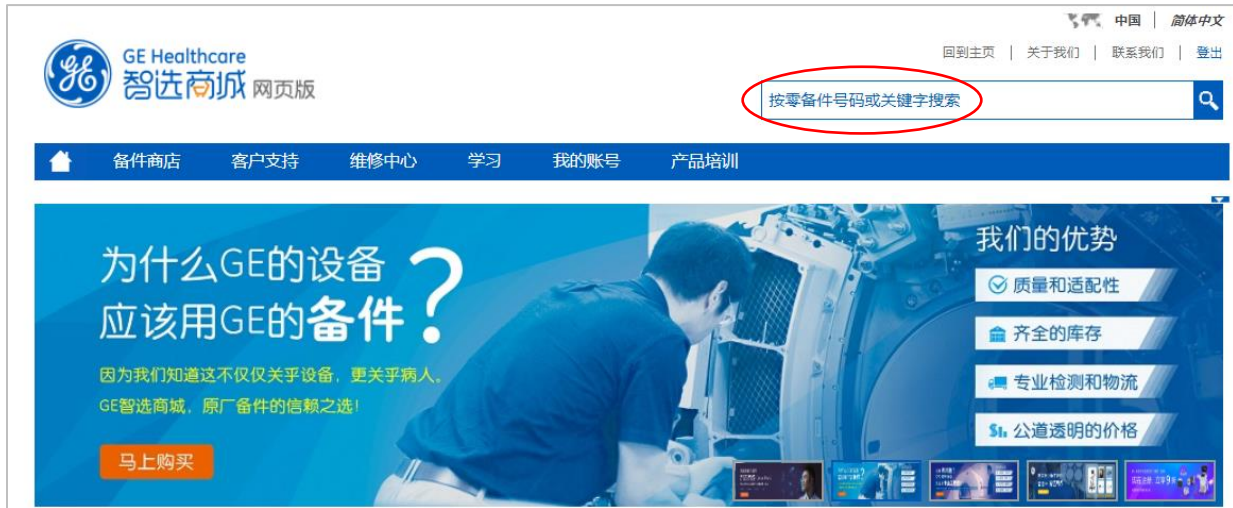 中国 | 简体中文
GE Healthcare
智选商城 网页版
回到主页 | 关于我们 | 联系我们 | 登出
按零备件号码或关键字搜索
备件商店 客户支持 维修中心 学习 我的账号 产品培训
为什么GE的设备
应该用GE的备件?
因为我们知道这不仅仅关乎设备,更关乎病人。
GE智选商城,原厂备件的信赖之选!
马上购买
我们的优势
质量和适配性
齐全的库存
专业检测和物流
公道透明的价格